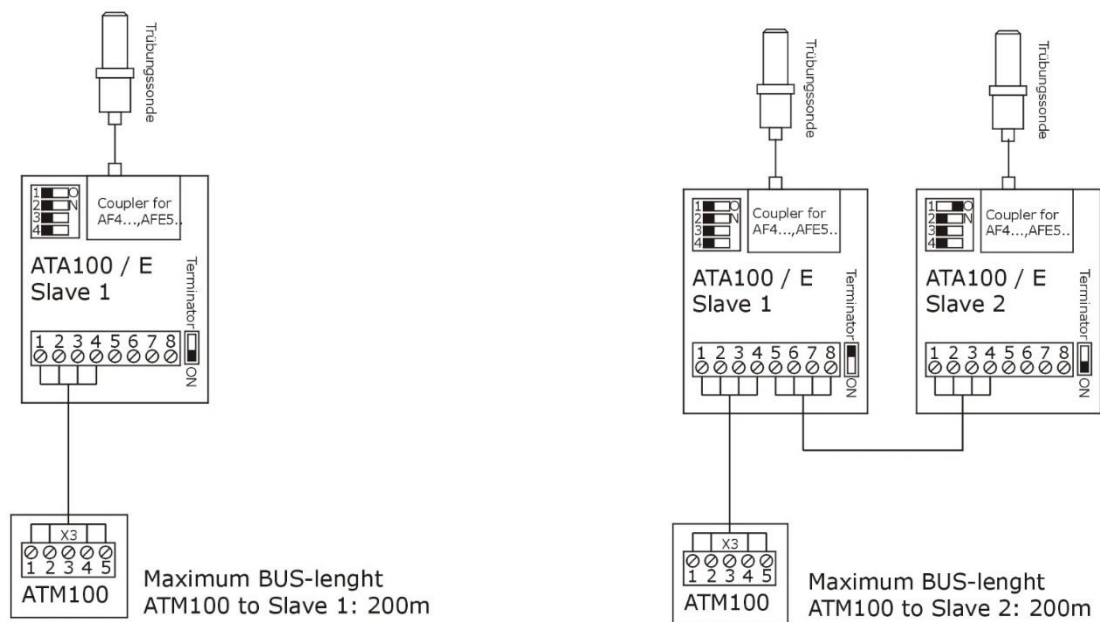 Trübungssonde
1 O
2 N
3
4
Coupler for
AF4...,AFE5..
ATA100 / E
Slave 1
Terminator
ON
1 2 3 4 5 6 7 8
X3
1 2 3 4 5
ATM100
Maximum BUS-lenght
ATM100 to Slave 1: 200m
Trübungssonde
1 O
2 N
3
4
Coupler for
AF4...,AFE5..
ATA100 / E
Slave 1
Terminator
ON
1 2 3 4 5 6 7 8
Trübungssonde
1 O
2 N
3
4
Coupler for
AF4...,AFE5..
ATA100 / E
Slave 2
Terminator
ON
1 2 3 4 5 6 7 8
X3
1 2 3 4 5
ATM100
Maximum BUS-lenght
ATM100 to Slave 2: 200m